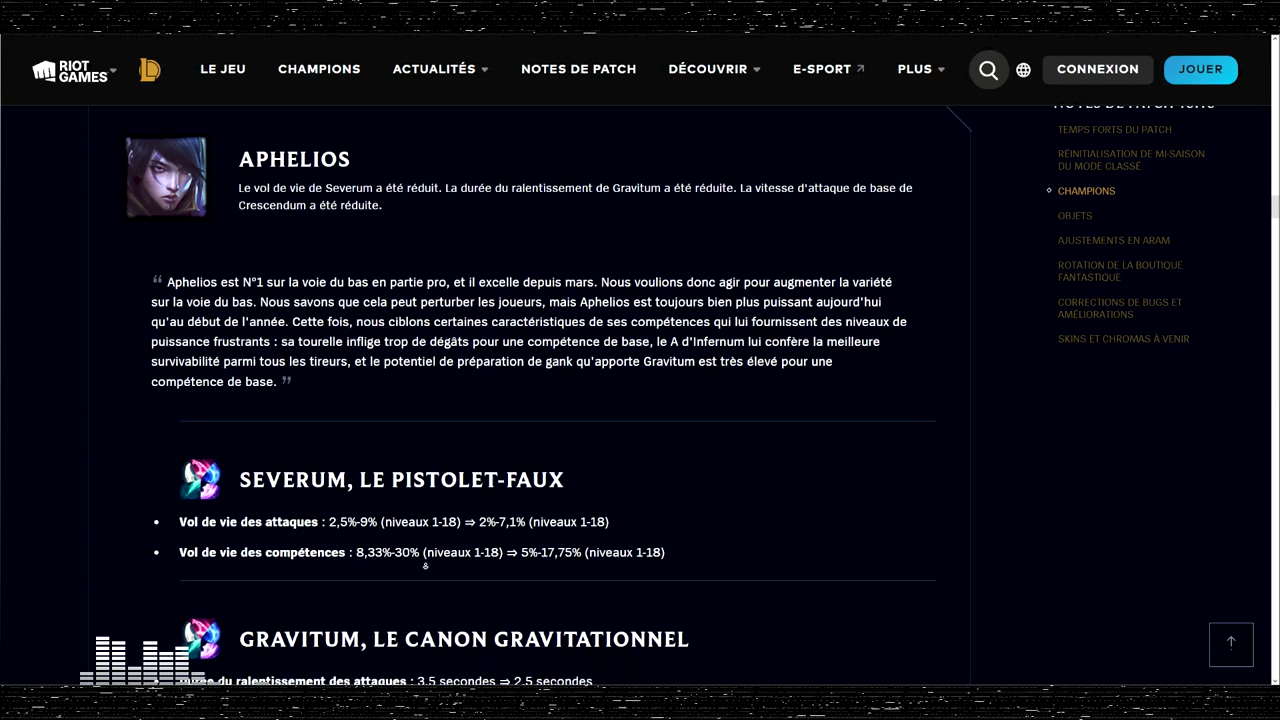 RIOT GAMES
LE JEU
CHAMPIONS
ACTUALITÉS
NOTES DE PATCH
DÉCOUVRIR
E-SPORT
PLUS
CONNEXION
JOUER
APHELIOS
Le vol de vie de Severum a été réduit. La durée du ralentissement de Gravitum a été réduite. La vitesse d'attaque de base de
Crescendum a été réduite.
“ Aphelios est N°1 sur la voie du bas en partie pro, et il excelle depuis mars. Nous voulions donc agir pour augmenter la variété
sur la voie du bas. Nous savons que cela peut perturber les joueurs, mais Aphelios est toujours bien plus puissant aujourd'hui
qu'au début de l'année. Cette fois, nous ciblons certaines caractéristiques de ses compétences qui lui fournissent des niveaux de
puissance frustrants : sa tourelle inflige trop de dégâts pour une compétence de base, le A d'Infernum lui confère la meilleure
survivabilité parmi tous les tireurs, et le potentiel de préparation de gank qu'apporte Gravitum est très élevé pour une
compétence de base. ”
SEVERUM, LE PISTOLET-FAUX
• Vol de vie des attaques : 2,5%-9% (niveaux 1-18) ⇒ 2%-7,1% (niveaux 1-18)
• Vol de vie des compétences : 8,33%-30% (niveaux 1-18) ⇒ 5%-17,75% (niveaux 1-18)
GRAVITUM, LE CANON GRAVITATIONNEL
du ralentissement des attaques : 3,5 secondes ⇒ 2,5 secondes
TEMPS FORTS DU PATCH
RÉINITIALISATION DE MI-SAISON
DU MODE CLASSÉ
CHAMPIONS
OBJETS
AJUSTEMENTS EN ARAM
ROTATION DE LA BOUTIQUE
FANTASTIQUE
CORRECTIONS DE BUGS ET
AMÉLIORATIONS
SKINS ET CHROMAS À VENIR